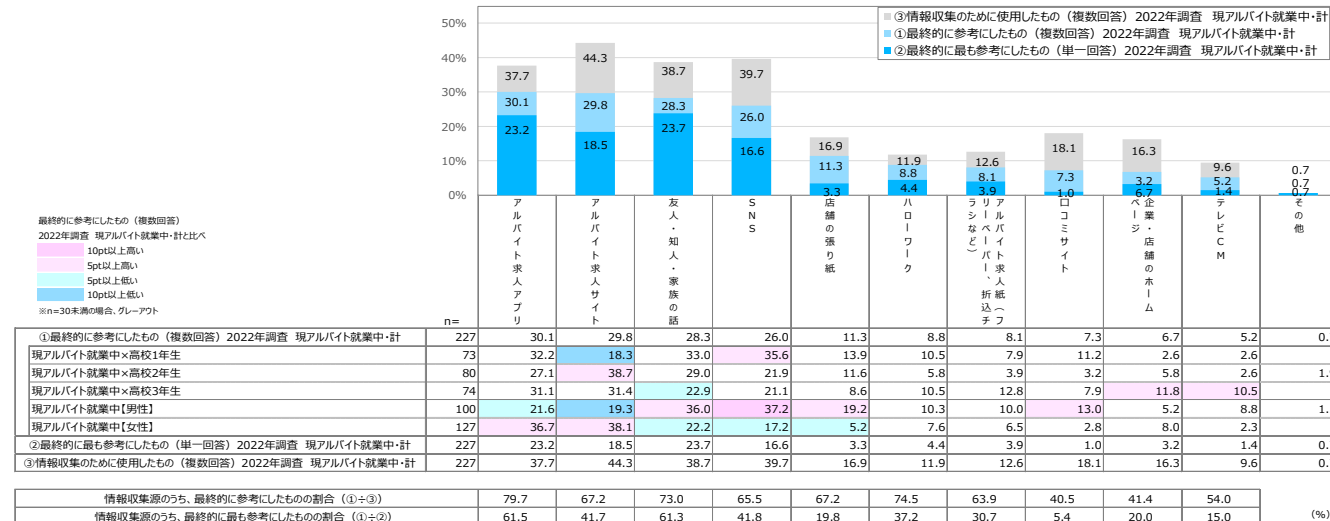 50%
40%
30%
20%
10%
0%
③情報収集のために使用したもの（複数回答）2022年調査 現アルバイト就業中・計
①最終的に参考にしたもの（複数回答）2022年調査 現アルバイト就業中・計
②最終的に最も参考にしたもの（単一回答）2022年調査 現アルバイト就業中・計
37.7 44.3 38.7 39.7 16.9 11.9 12.6 18.1 16.3 9.6 0.7
30.1 29.8 28.3 26.0 11.3 8.8 8.1 7.3 3.2 5.2 0.7
23.2 18.5 23.7 16.6 3.3 4.4 3.9 1.0 6.7 1.4 0.7
アルバイト求人アプリ
アルバイト求人サイト
友人・知人・家族の話
SNS
店舗の張り紙
ハローワーク
アルバイト求人紙（フ
リーペーパー、折込チ
ラシなど）
口コミサイト
企業・店舗のホーム
ページ
テレビCM
その他
最終的に参考にしたもの（複数回答）
2022年調査 現アルバイト就業中・計と比べ
10pt以上高い
5pt以上高い
5pt以上低い
10pt以上低い
※n=30未満の場合、グレーアウト
n=
①最終的に参考にしたもの（複数回答）2022年調査 現アルバイト就業中・計 227 30.1 29.8 28.3 26.0 11.3 8.8 8.1 7.3 6.7 5.2 0.
現アルバイト就業中×高校1年生 73 32.2 18.3 33.0 35.6 13.9 10.5 7.9 11.2 2.6 2.6
現アルバイト就業中×高校2年生 80 27.1 38.7 29.0 21.9 11.6 5.8 3.9 3.2 5.8 2.6 1.
現アルバイト就業中×高校3年生 74 31.1 31.4 22.9 21.1 8.6 10.5 12.8 7.9 11.8 10.5
現アルバイト就業中【男性】 100 21.6 19.3 36.0 37.2 19.2 10.3 10.0 13.0 5.2 8.8 1.
現アルバイト就業中【女性】 127 36.7 38.1 22.2 17.2 5.2 7.6 6.5 2.8 8.0 2.3
②最終的に最も参考にしたもの（単一回答）2022年調査 現アルバイト就業中・計 227 23.2 18.5 23.7 16.6 3.3 4.4 3.9 1.0 3.2 1.4 0.
③情報収集のために使用したもの（複数回答）2022年調査 現アルバイト就業中・計 227 37.7 44.3 38.7 39.7 16.9 11.9 12.6 18.1 16.3 9.6 0.
情報収集源のうち、最終的に参考にしたものの割合（①÷③） 79.7 67.2 73.0 65.5 67.2 74.5 63.9 40.5 41.4 54.0
情報収集源のうち、最終的に最も参考にしたものの割合（①÷②） 61.5 41.7 61.3 41.8 19.8 37.2 30.7 5.4 20.0 15.0 (%)